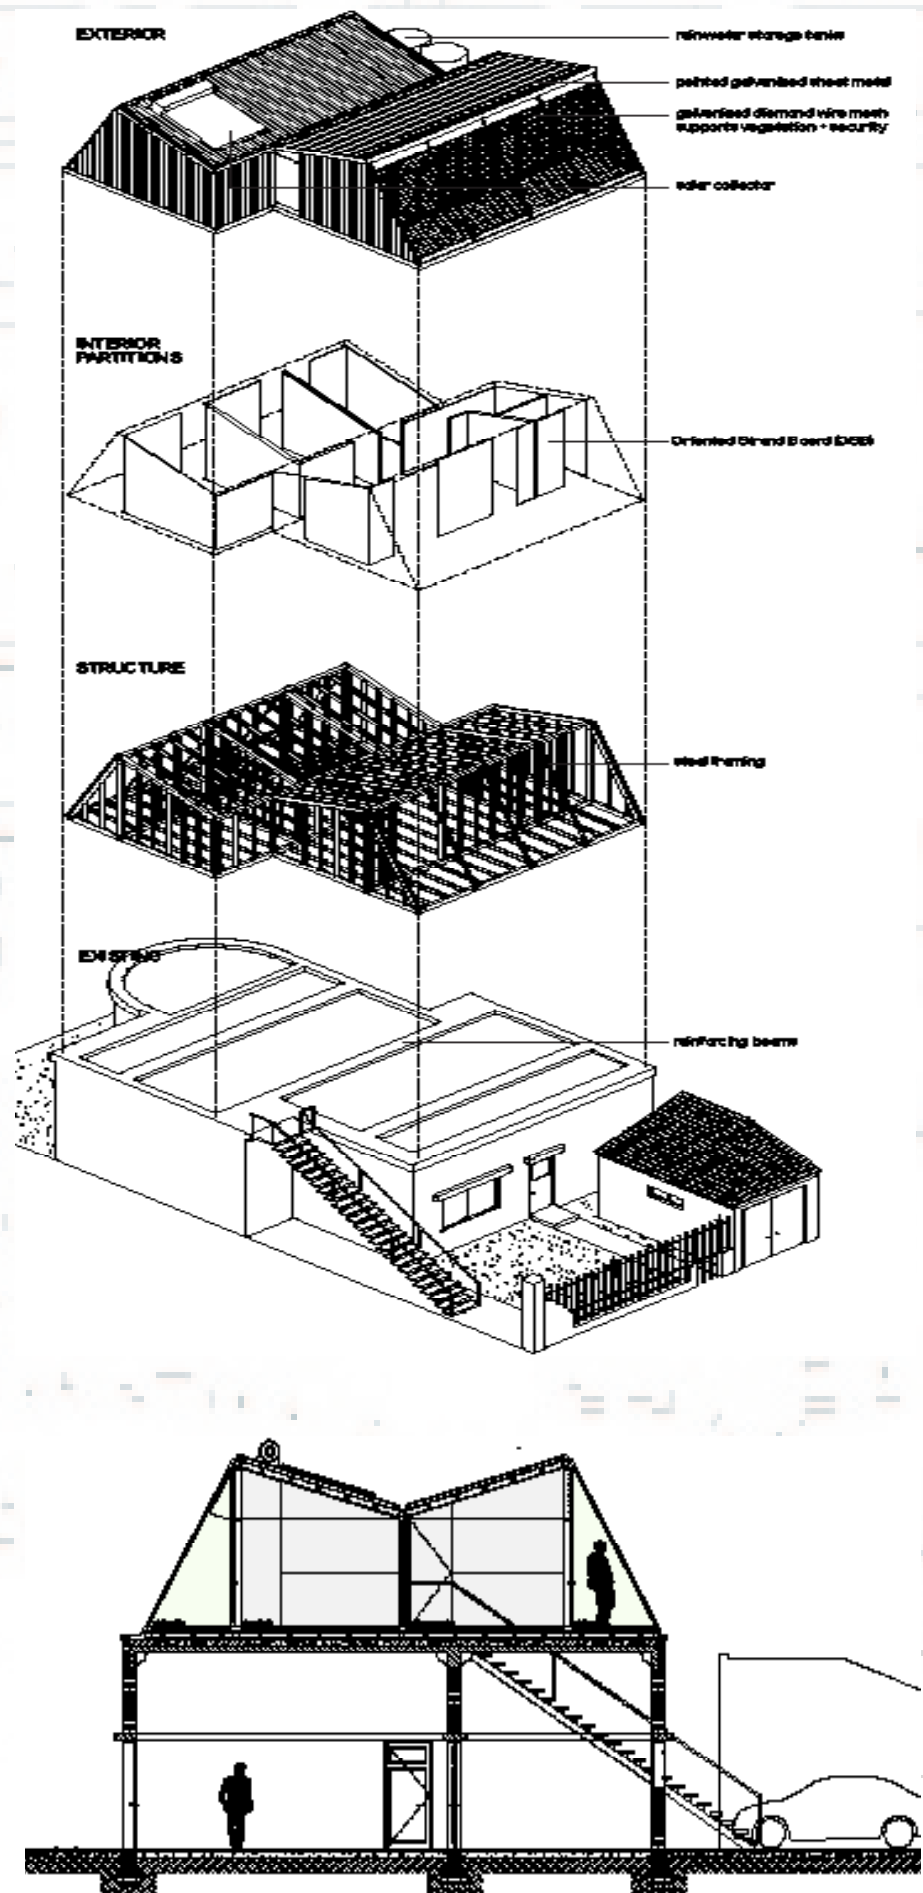 EXTERIOR
rainwater storage tanks
painted galvanised sheet metal
galvanised diamond wire mesh
supports vegetation + security
solar collector
INTERIOR
PARTITIONS
Oriented Strand Board (OSB)
STRUCTURE
steel framing
EXISTING
reinforcing beams